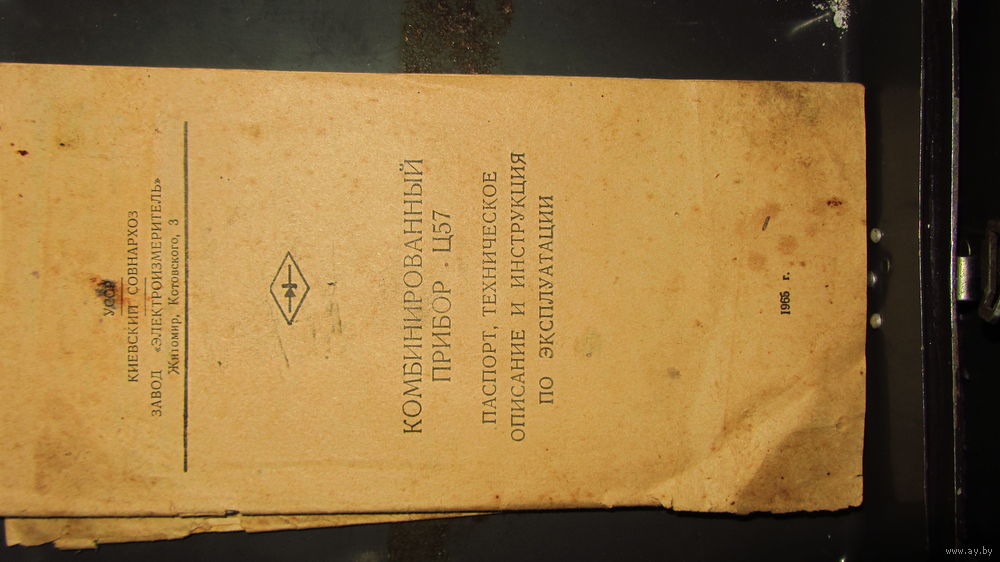 УССР
КИЕВСКИЙ СОВНАРХОЗ
ЗАВОД «ЭЛЕКТРОИЗМЕРИТЕЛЬ»
Житомир, Котовского, 3
КОМБИНИРОВАННЫЙ
ПРИБОР Ц57
ПАСПОРТ, ТЕХНИЧЕСКОЕ
ОПИСАНИЕ И ИНСТРУКЦИЯ
ПО ЭКСПЛУАТАЦИИ
1965 г.
www.ay.by